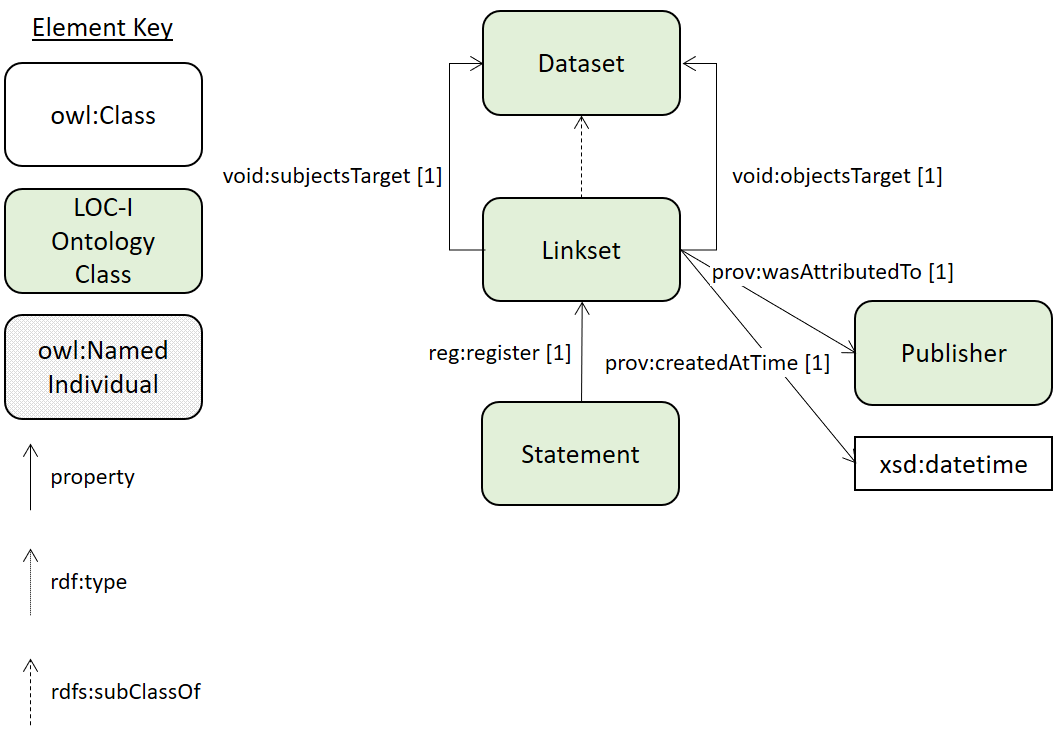 Element Key
owl:Class
LOC-I
Ontology
Class
owl:Named
Individual
property
rdf:type
rdfs:subClassOf
Dataset
void:subjectsTarget [1]
void:objectsTarget [1]
Linkset
prov:wasAttributedTo [1]
reg:register [1]
prov:createdAtTime [1]
Publisher
Statement
xsd:datetime